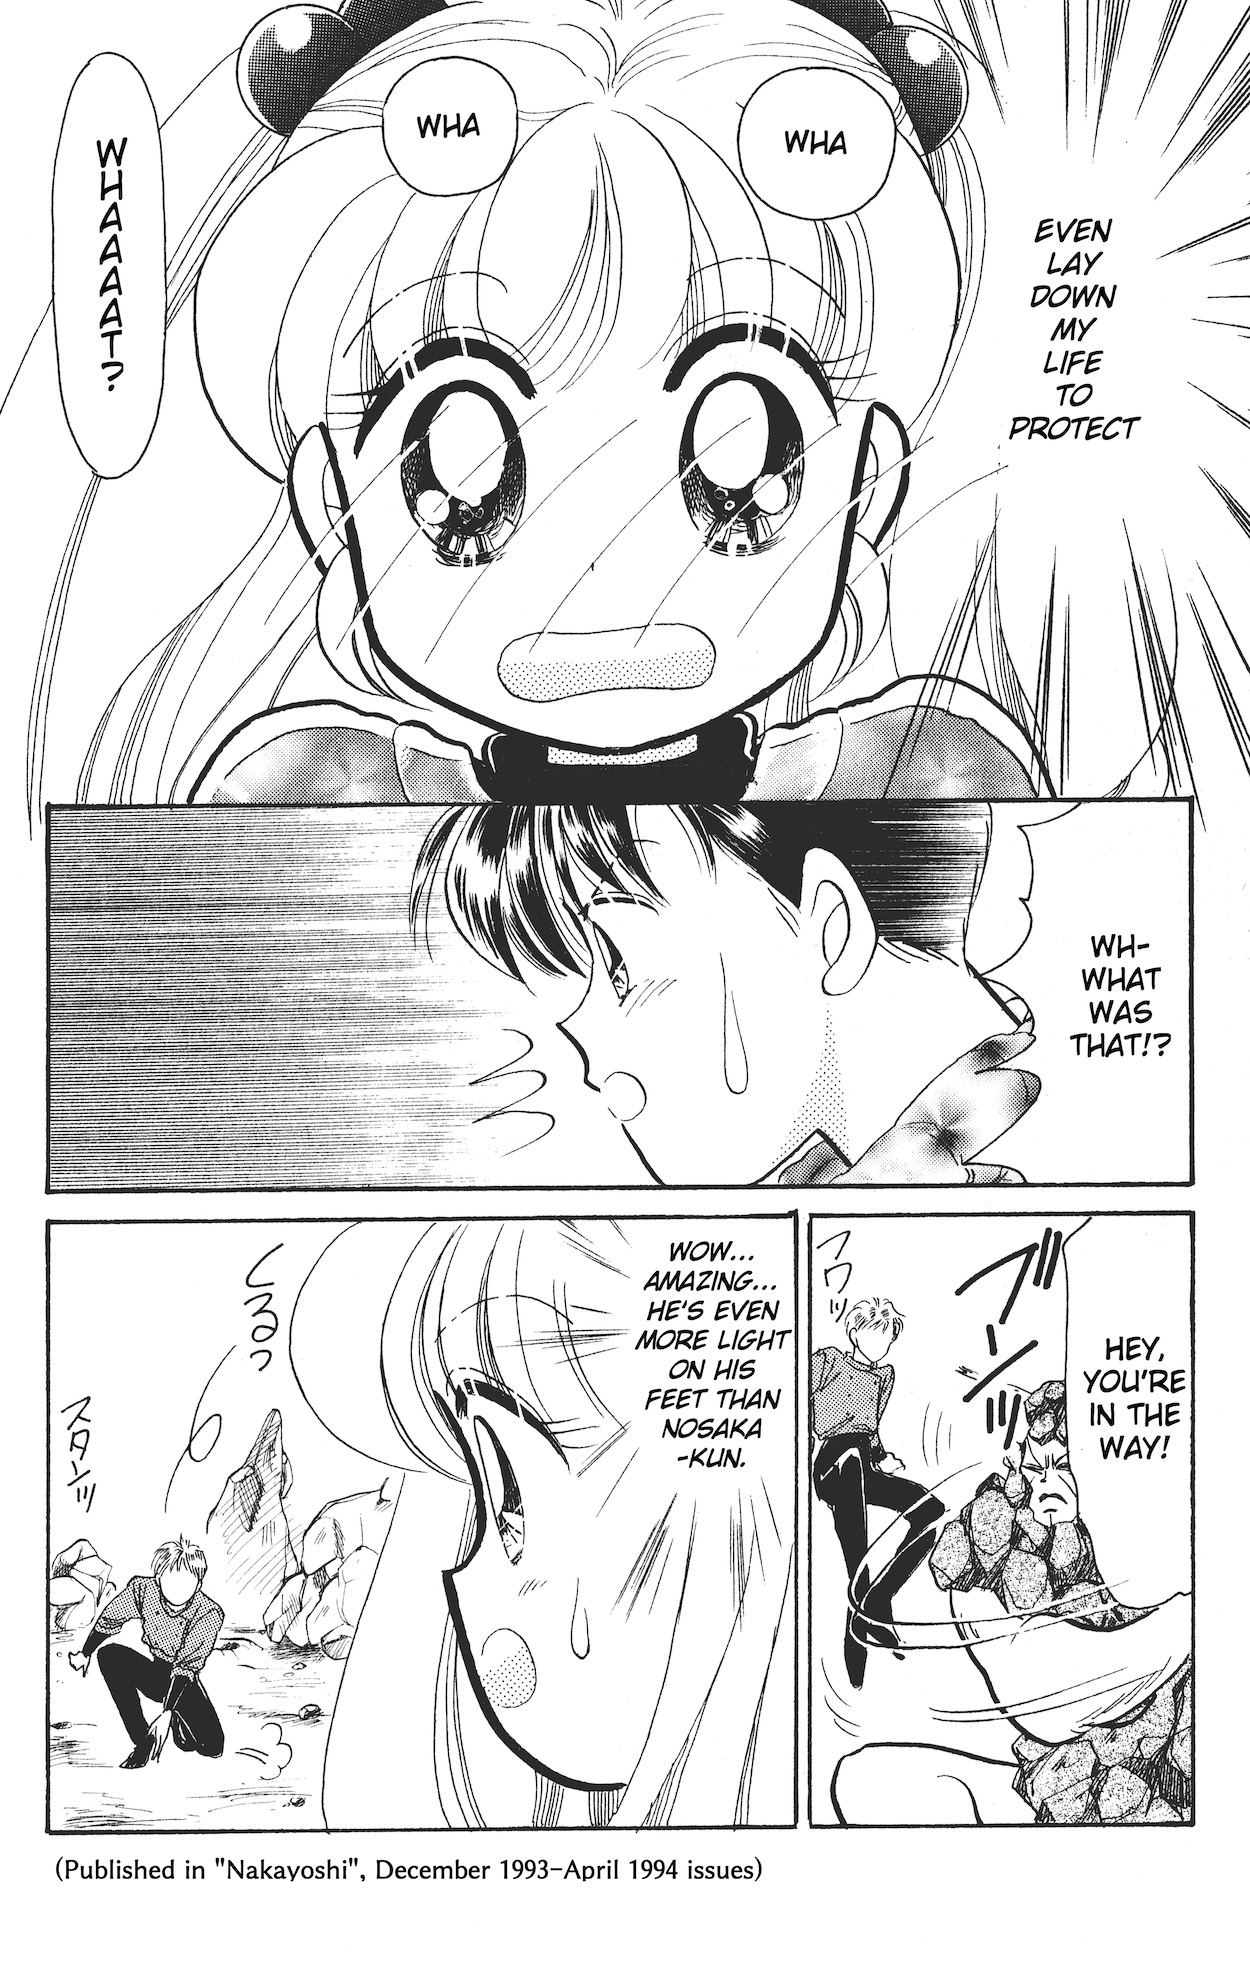 EVEN
LAY
DOWN
MY
LIFE
TO
PROTECT
WHA
WHA
WHAAAAT?
WH-
WHAT
WAS
THAT!?
HEY,
YOU'RE
IN THE
WAY!
ブンッ
フワッ
WOW...
AMAZING...
HE'S EVEN
MORE LIGHT
ON HIS
FEET THAN
NOSAKA
-KUN.
くるっ
スターッ
(Published in "Nakayoshi", December 1993–April 1994 issues)